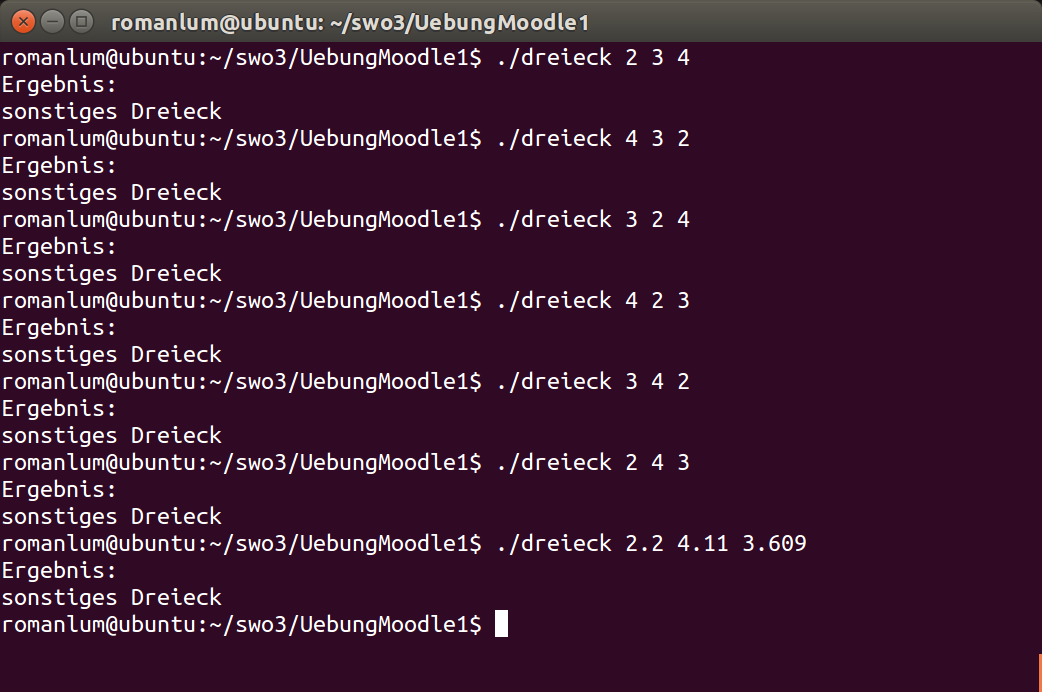 romanlum@ubuntu: ~/swo3/UebungMoodle1
romanlum@ubuntu:~/swo3/UebungMoodle1$ ./dreieck 2 3 4
Ergebnis:
sonstiges Dreieck
romanlum@ubuntu:~/swo3/UebungMoodle1$ ./dreieck 4 3 2
Ergebnis:
sonstiges Dreieck
romanlum@ubuntu:~/swo3/UebungMoodle1$ ./dreieck 3 2 4
Ergebnis:
sonstiges Dreieck
romanlum@ubuntu:~/swo3/UebungMoodle1$ ./dreieck 4 2 3
Ergebnis:
sonstiges Dreieck
romanlum@ubuntu:~/swo3/UebungMoodle1$ ./dreieck 3 4 2
Ergebnis:
sonstiges Dreieck
romanlum@ubuntu:~/swo3/UebungMoodle1$ ./dreieck 2 4 3
Ergebnis:
sonstiges Dreieck
romanlum@ubuntu:~/swo3/UebungMoodle1$ ./dreieck 2.2 4.11 3.609
Ergebnis:
sonstiges Dreieck
romanlum@ubuntu:~/swo3/UebungMoodle1$